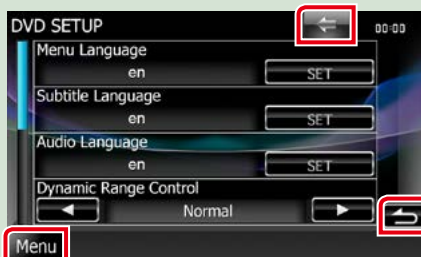 DVD SETUP
00:00
Menu Language
en
SET
Subtitle Language
en
SET
Audio Language
en
SET
Dynamic Range Control
Normal
Menu